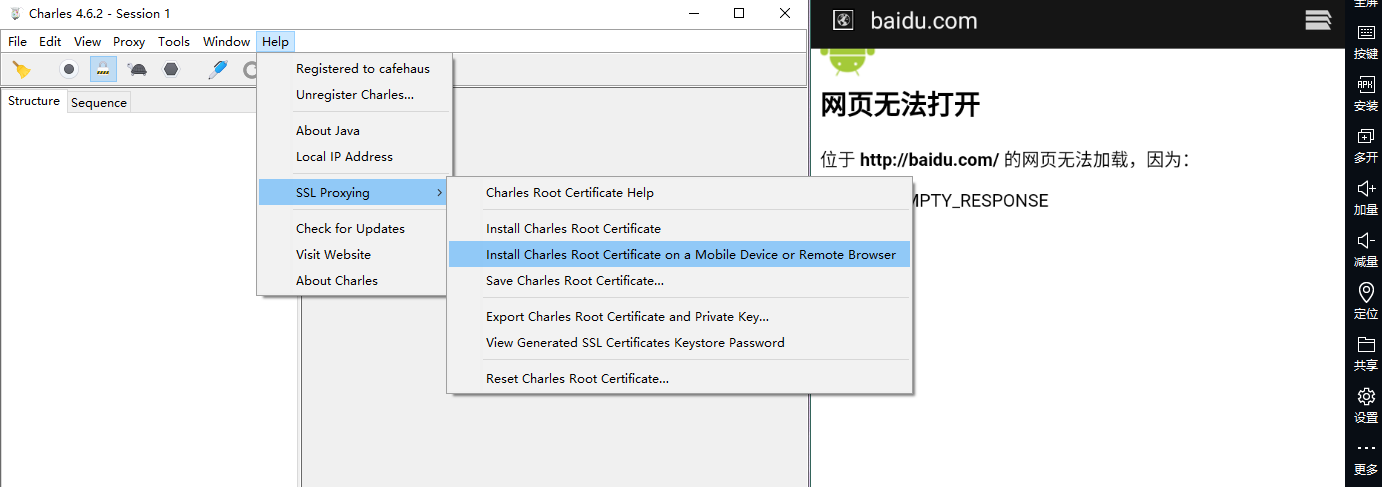 Charles 4.6.2 - Session 1
File Edit View Proxy Tools Window Help
Structure Sequence
Registered to cafehaus
Unregister Charles...
About Java
Local IP Address
SSL Proxying
Check for Updates
Visit Website
About Charles
Charles Root Certificate Help
Install Charles Root Certificate
Install Charles Root Certificate on a Mobile Device or Remote Browser
Save Charles Root Certificate...
Export Charles Root Certificate and Private Key...
View Generated SSL Certificates Keystore Password
Reset Charles Root Certificate...
baidu.com
网页无法打开
位于 http://baidu.com/ 的网页无法加载，因为：
MPTY_RESPONSE
全屏
按键
APK
安装
多开
加量
减量
定位
共享
设置
更多